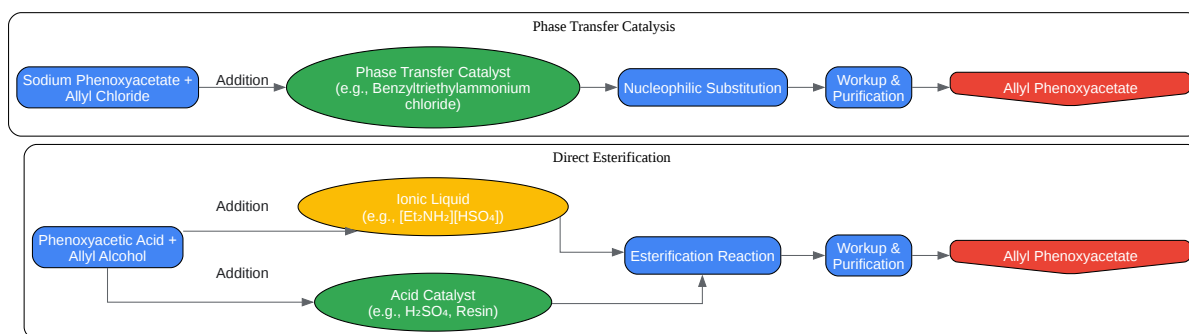 Phase Transfer Catalysis
Sodium Phenoxyacetate +
Allyl Chloride
Addition
Phase Transfer Catalyst
(e.g., Benzyltriethylammonium
chloride)
Nucleophilic Substitution
Workup &
Purification
Allyl Phenoxyacetate
Direct Esterification
Phenoxyacetic Acid +
Allyl Alcohol
Addition
Ionic Liquid
(e.g., [Et₂NH₂][HSO₄])
Addition
Acid Catalyst
(e.g., H₂SO₄, Resin)
Esterification Reaction
Workup &
Purification
Allyl Phenoxyacetate